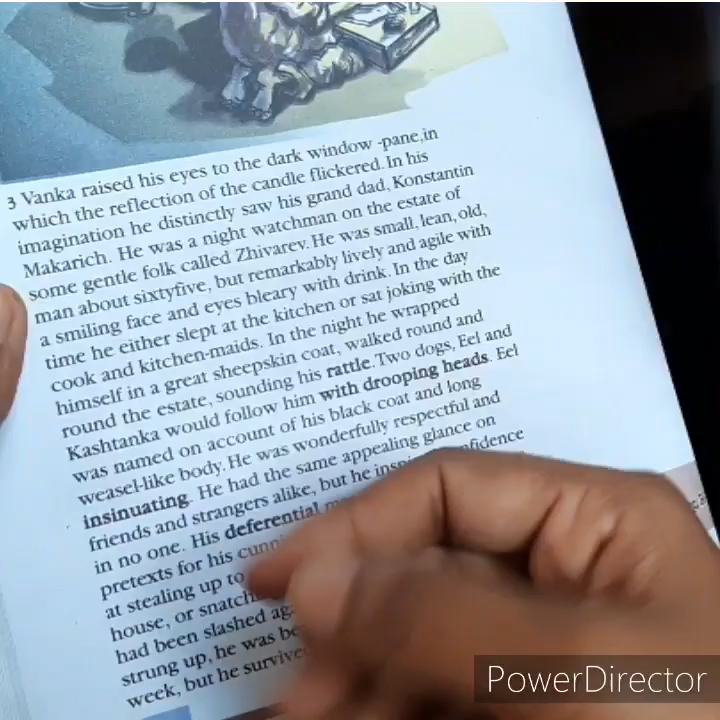 3 Vanka raised his eyes to the dark window -pane,in
which the reflection of the candle flickered. In his
imagination he distinctly saw his grand dad, Konstantin
Makarich. He was a night watchman on the estate of
some gentle folk called Zhivarev. He was small, lean, old,
man about sixtyfive, but remarkably lively and agile with
a smiling face and eyes bleary with drink. In the day
time he either slept at the kitchen or sat joking with the
cook and kitchen-maids. In the night he wrapped
himself in a great sheepskin coat, walked round and
round the estate, sounding his rattle. Two dogs, Eel and
Kashtanka would follow him with drooping heads. Eel
was named on account of his black coat and long
weasel-like body. He was wonderfully respectful and
insinuating. He had the same appealing glance on
friends and strangers alike, but he
in no one. His deferential
pretexts for his
at stealing up to
house, or
had been slashed
strung up, he was
week, but he
PowerDirector